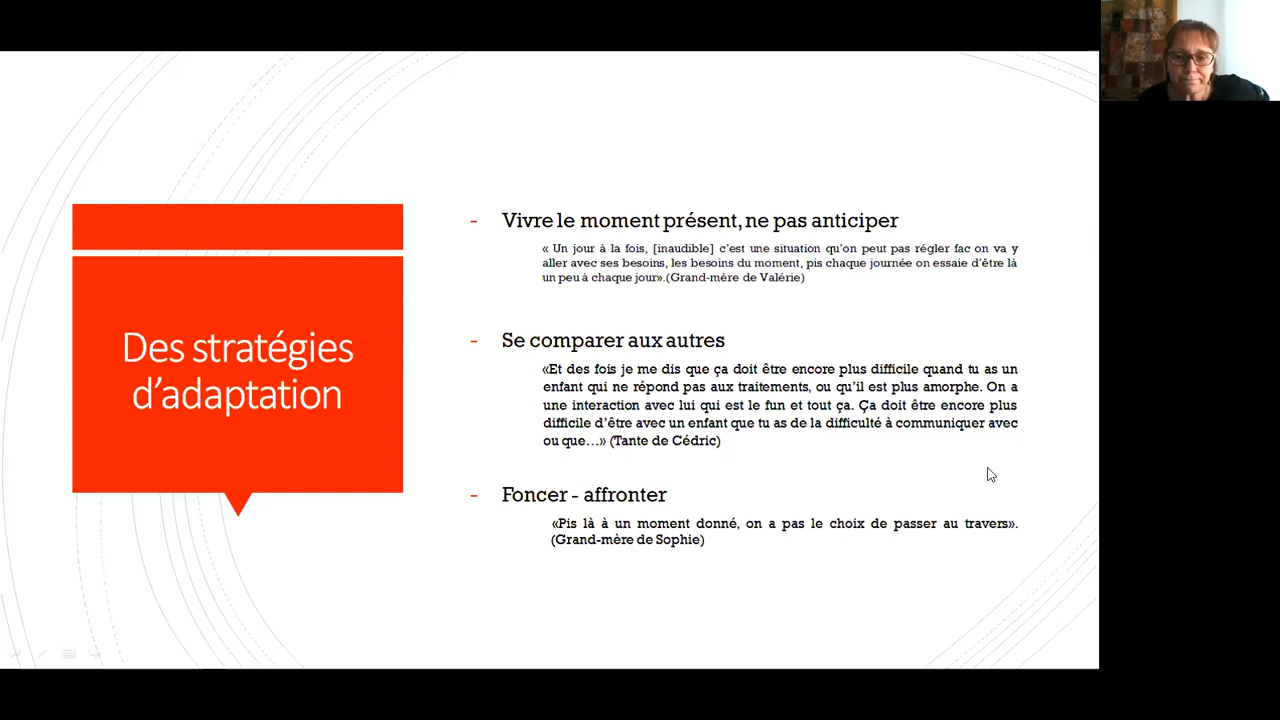 Des stratégies
d'adaptation
- Vivre le moment présent, ne pas anticiper
« Un jour à la fois, [inaudible] c'est une situation qu'on peut pas régler fac on va y
aller avec ses besoins, les besoins du moment, pis chaque journée on essaie d'être là
un peu à chaque jour».(Grand-mère de Valérie)
- Se comparer aux autres
«Et des fois je me dis que ça doit être encore plus difficile quand tu as un
enfant qui ne répond pas aux traitements, ou qu'il est plus amorphe. On a
une interaction avec lui qui est le fun et tout ça. Ça doit être encore plus
difficile d'être avec un enfant que tu as de la difficulté à communiquer avec
ou que…» (Tante de Cédric)
- Foncer - affronter
«Pis là à un moment donné, on a pas le choix de passer au travers».
(Grand-mère de Sophie)